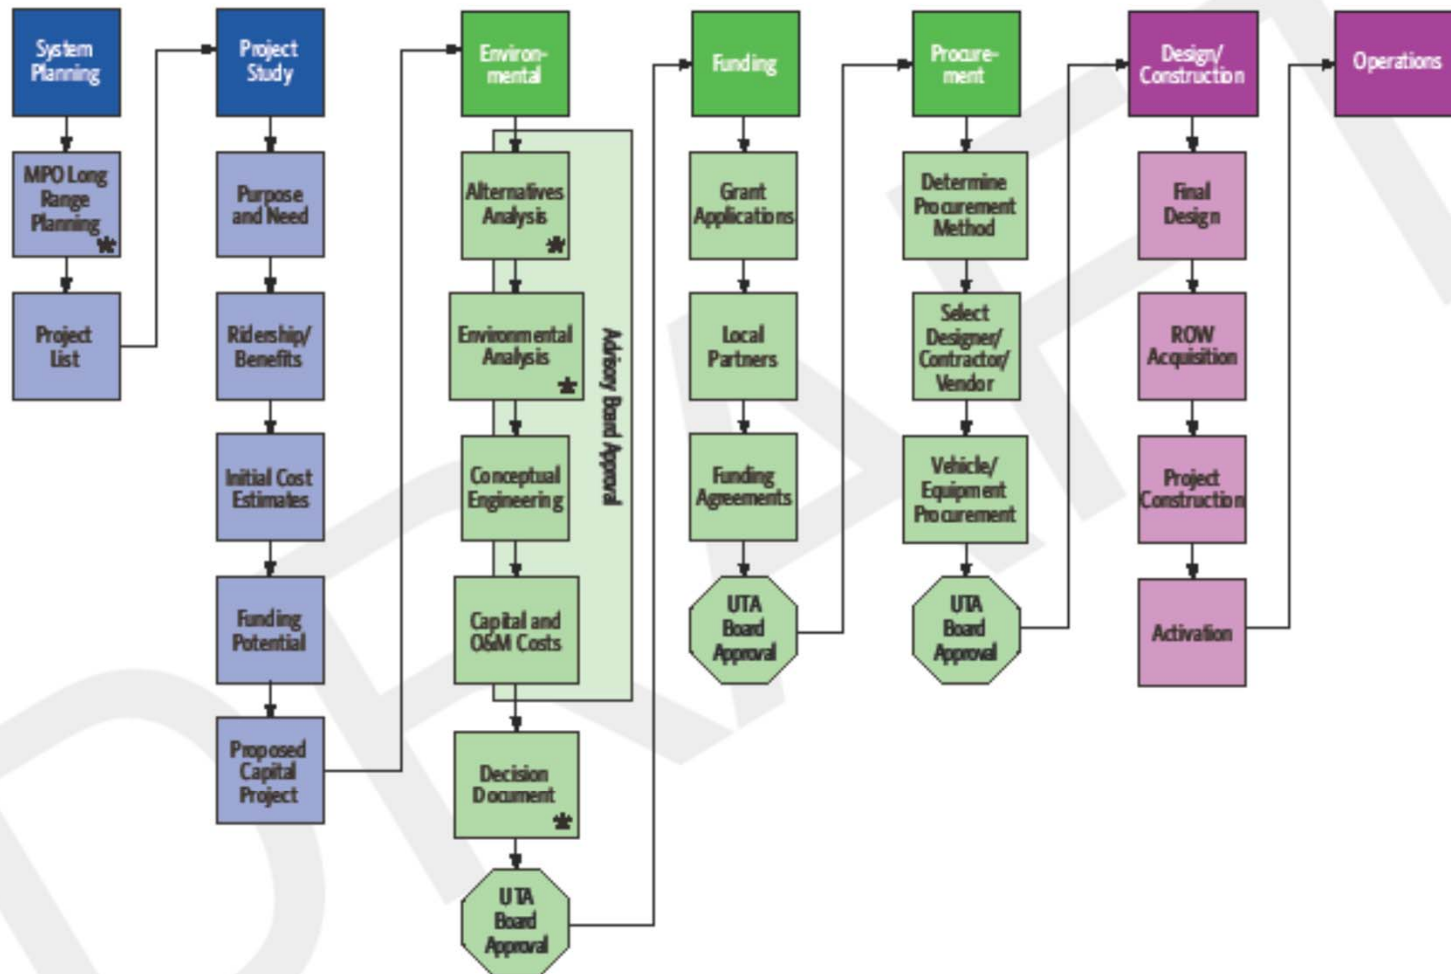 System
Planning
MPO Long
Range
Planning
*
Project
List
Project
Study
Purpose
and Need
Ridership/
Benefits
Initial Cost
Estimates
Funding
Potential
Proposed
Capital
Project
Environ-
mental
Alternatives
Analysis
*
Environmental
Analysis
*
Conceptual
Engineering
Capital and
O&M Costs
Advisory Board Approval
Decision
Document
*
UTA
Board
Approval
Funding
Grant
Applications
Local
Partners
Funding
Agreements
UTA
Board
Approval
Procure-
ment
Determine
Procurement
Method
Select
Designer/
Contractor/
Vendor
Vehicle/
Equipment
Procurement
UTA
Board
Approval
Design/
Construction
Final
Design
ROW
Acquisition
Project
Construction
Activation
Operations
DRAFT